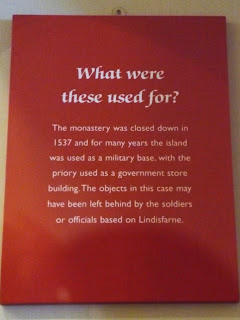 What were
these used for?
The monastery was closed down in
1537 and for many years the island
was used as a military base, with the
priory used as a government store
building. The objects in this case may
have been left behind by the soldiers
or officials based on Lindisfarne.